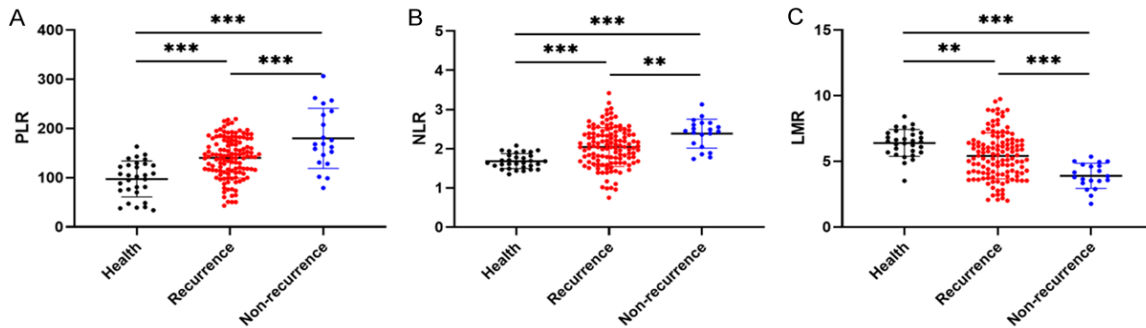 A
PLR
400
300
200
100
0
***
***
***
Health
Recurrence
Non-recurrence
B
NLR
5
4
3
2
1
0
***
***
**
Health
Recurrence
Non-recurrence
C
LMR
15
10
5
0
***
**
***
Health
Recurrence
Non-recurrence